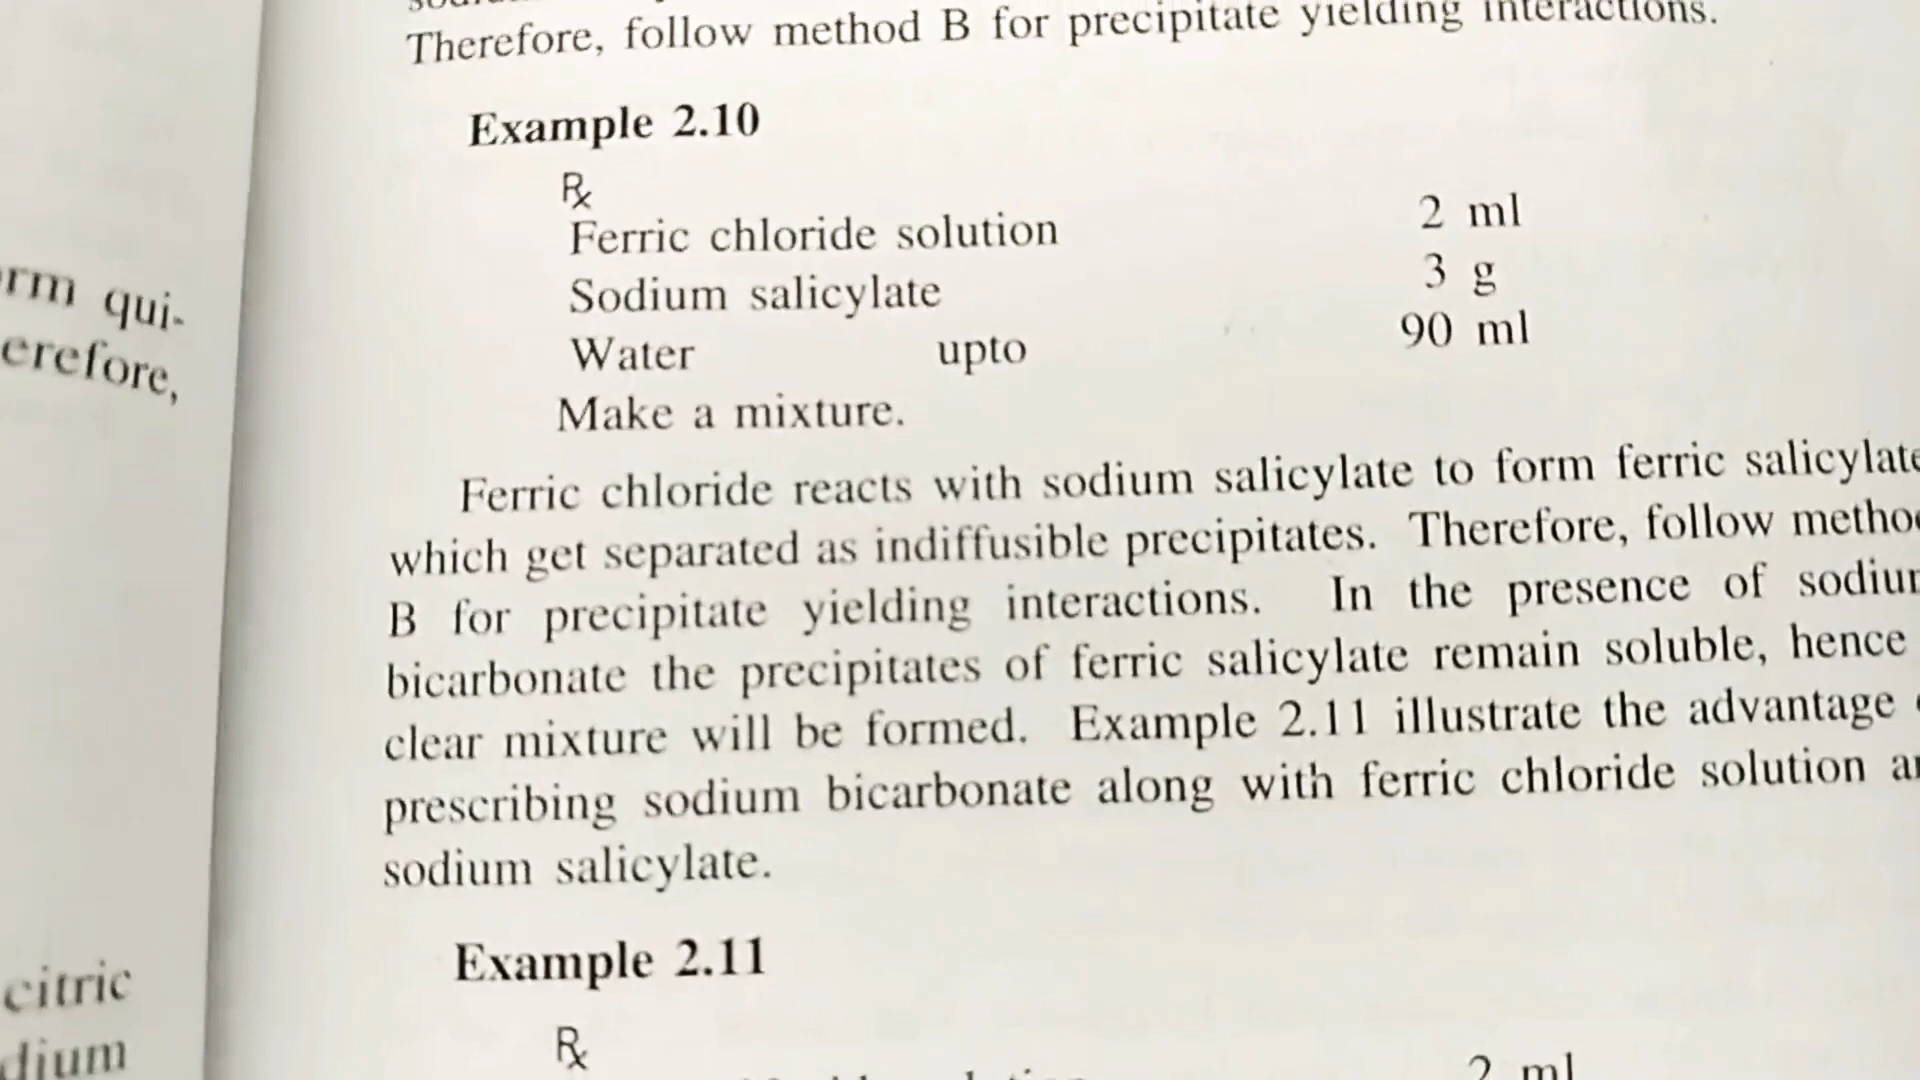 Therefore, follow method B for precipitate yielding interactions.
Example 2.10
℞
Ferric chloride solution 2 ml
Sodium salicylate 3 g
Water upto 90 ml
Make a mixture.
Ferric chloride reacts with sodium salicylate to form ferric salicylate
which get separated as indiffusible precipitates. Therefore, follow
B for precipitate yielding interactions. In the presence of
bicarbonate the precipitates of ferric salicylate remain soluble, hence
clear mixture will be formed. Example 2.11 illustrate the advantage
prescribing sodium bicarbonate along with ferric chloride solution
sodium salicylate.
Example 2.11
℞
2 ml
qui-
erefore,
citric
dium